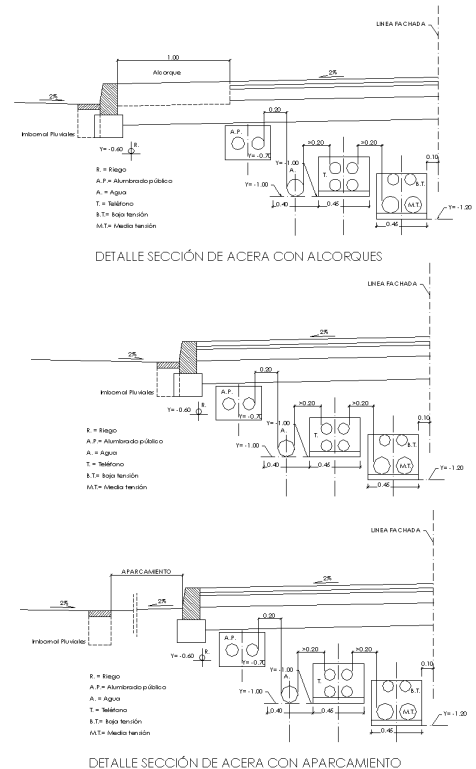 LINEA FACHADA
1.00
Alcorque
2%
2%
0.20
Imbornal Pluviales
A.P.
Y= -0.60
R.
Y= -0.70
Y= -1.00
>0.20
>0.20
0.10
R. = Riego
A.P.= Alumbrado público
A. = Agua
T. = Teléfono
B.T.= Baja tensión
M.T.= Media tensión
A.
T.
B.T.
M.T.
Y= -1.00
0.40
0.45
0.45
Y= -1.20
DETALLE SECCIÓN DE ACERA CON ALCORQUES
LINEA FACHADA
2%
2%
0.20
Imbornal Pluviales
A.P.
Y= -0.60
R.
Y= -0.70
Y= -1.00
>0.20
>0.20
0.10
R. = Riego
A.P.= Alumbrado público
A. = Agua
T. = Teléfono
B.T.= Baja tensión
M.T.= Media tensión
A.
T.
B.T.
M.T.
Y= -1.00
0.40
0.45
0.45
Y= -1.20
LINEA FACHADA
APARCAMIENTO
2%
2%
2%
0.20
Imbornal Pluviales
A.P.
Y= -0.60
R.
Y= -0.70
Y= -1.00
>0.20
>0.20
0.10
R. = Riego
A.P.= Alumbrado público
A. = Agua
T. = Teléfono
B.T.= Baja tensión
M.T.= Media tensión
A.
T.
B.T.
M.T.
Y= -1.00
0.40
0.45
0.45
Y= -1.20
DETALLE SECCIÓN DE ACERA CON APARCAMIENTO